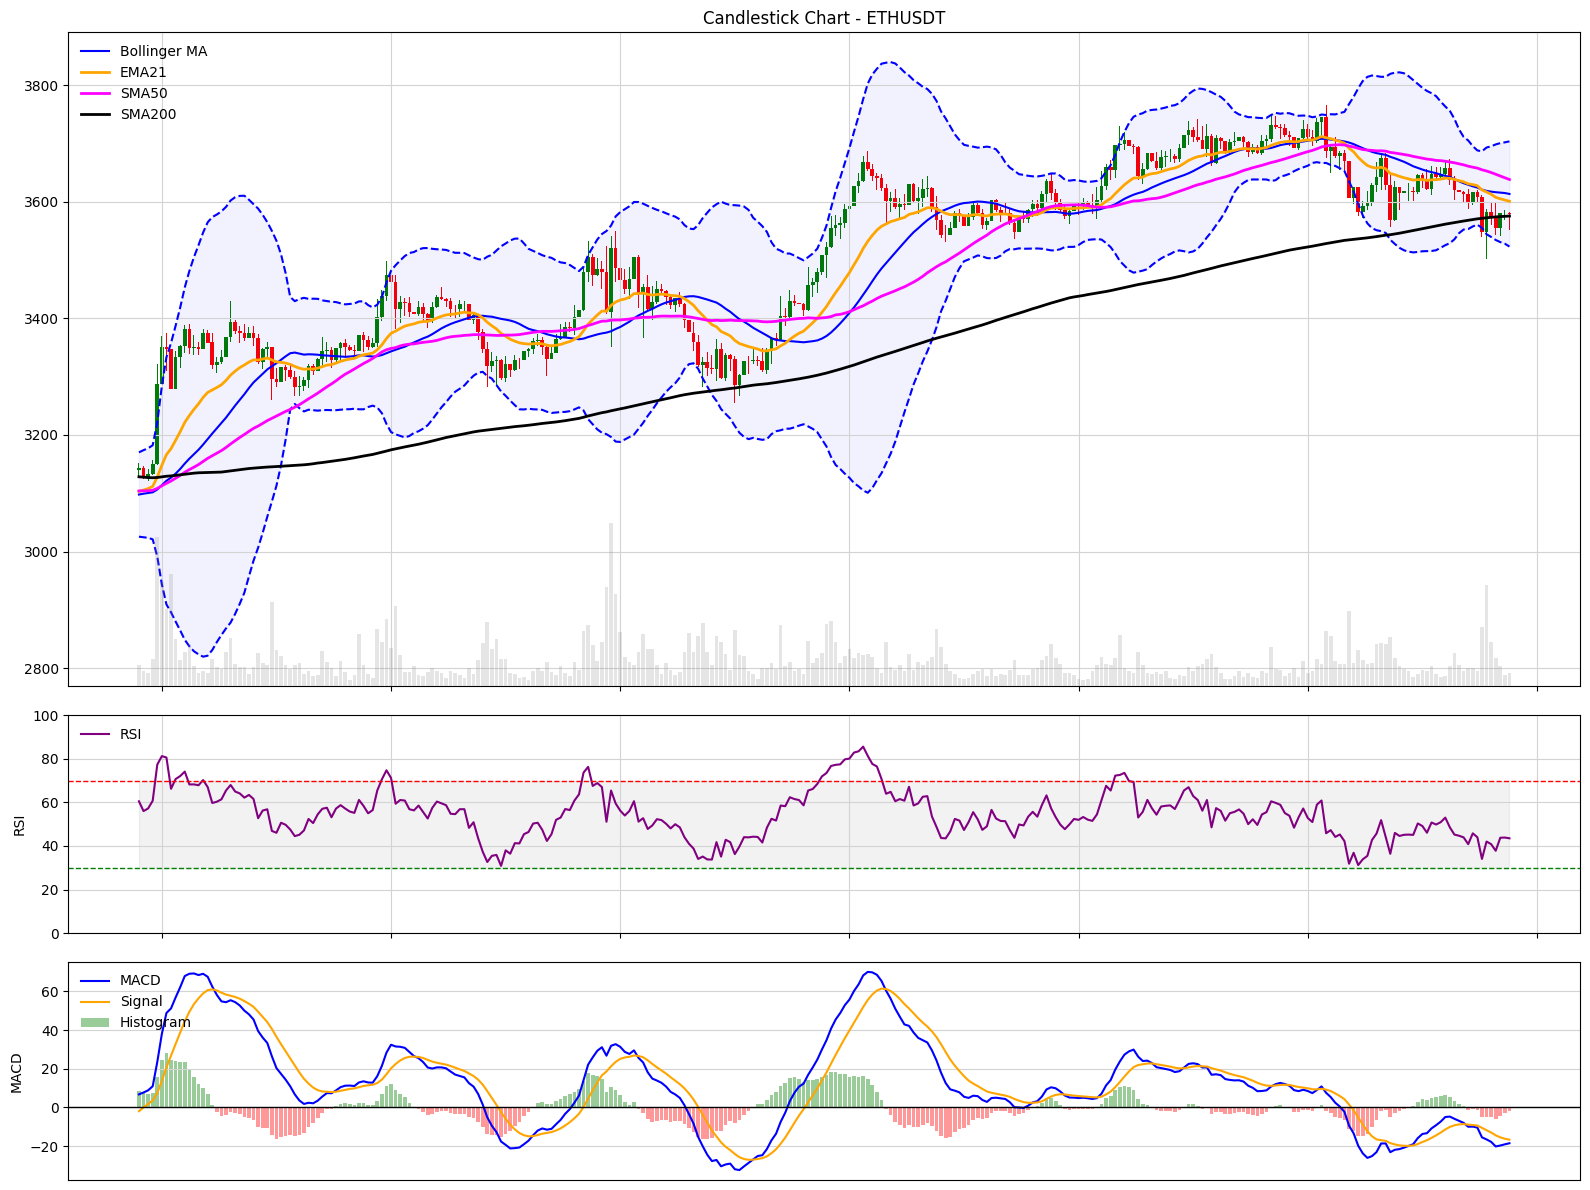 Candlestick Chart - ETHUSDT
Bollinger MA
EMA21
SMA50
SMA200
3800
3600
3400
3200
3000
2800
RSI
100
80
60
40
20
0
RSI
MACD
Signal
Histogram
60
40
20
0
−20
MACD